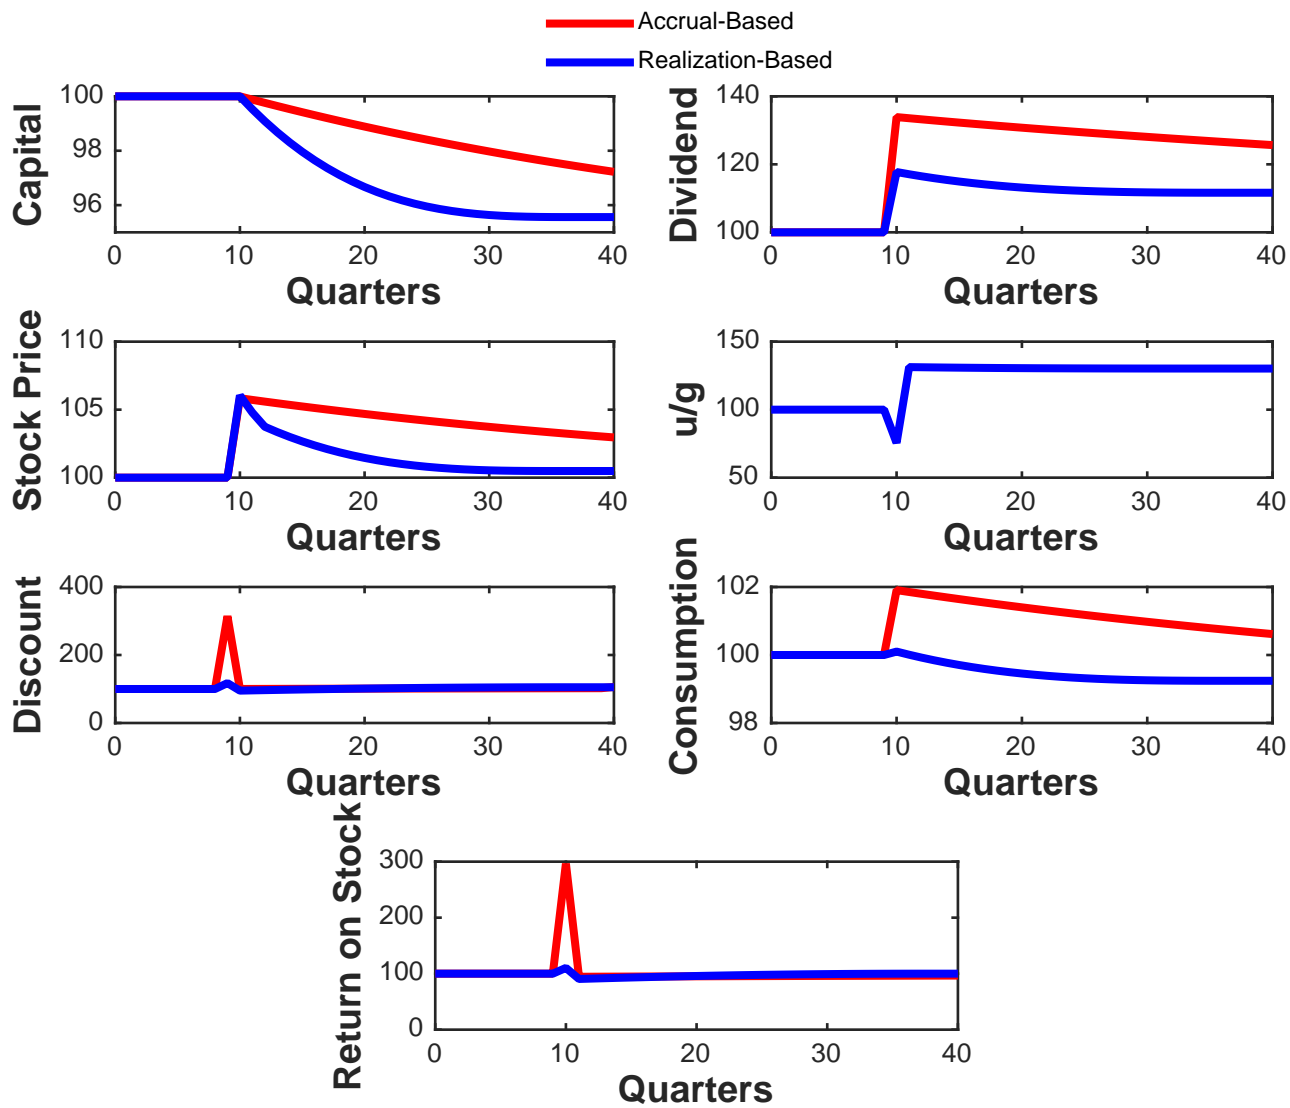 Accrual-Based
Realization-Based
Capital
100
98
96
0 10 20 30 40
Quarters
Dividend
140
120
100
0 10 20 30 40
Quarters
Stock Price
110
105
100
0 10 20 30 40
Quarters
u/g
150
100
50
0 10 20 30 40
Quarters
Discount
400
200
0
0 10 20 30 40
Quarters
Consumption
102
100
98
0 10 20 30 40
Quarters
Return on Stock
300
200
100
0
0 10 20 30 40
Quarters